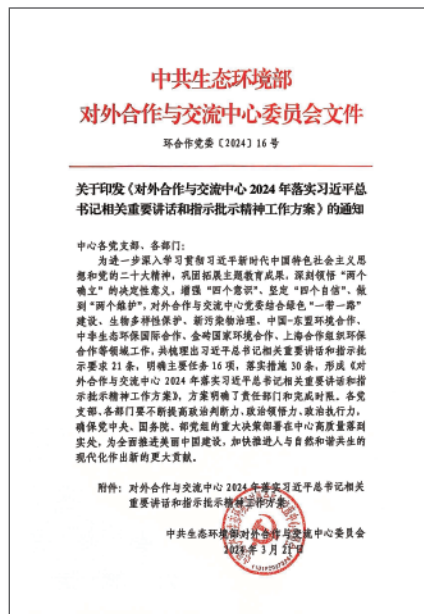 中共生态环境部
对外合作与交流中心委员会文件
环合作党委〔2024〕16号
关于印发《对外合作与交流中心2024年落实习近平总
书记相关重要讲话和指示批示精神工作方案》的通知
中心各党支部、各部门:
为进一步深入学习贯彻习近平新时代中国特色社会主义思
想和党的二十大精神，巩固拓展主题教育成果，深刻领悟“两个
确立”的决定性意义，增强“四个意识”、坚定“四个自信”、做
到“两个维护”，对外合作与交流中心党委结合绿色“一带一路”
建设、生物多样性保护、新污染物治理、中国-东盟环境合作、
中非生态环保国际合作、金砖国家环境合作、上海合作组织环保
合作等领域工作，共梳理出习近平总书记相关重要讲话和指示批
示要求21条，明确主要任务16项，落实措施30条，形成《对
外合作与交流中心2024年落实习近平总书记相关重要讲话和指
示批示精神工作方案》，方案明确了责任部门和完成时限。各党
支部、各部门要不断提高政治判断力、政治领悟力、政治执行力，
确保党中央、国务院、部党组的重大决策部署在中心高质量落到
实处，为全面推进美丽中国建设，加快推进人与自然和谐共生的
现代化作出新的更大贡献。
附件：对外合作与交流中心2024年落实习近平总书记相关
重要讲话和指示批示精神工作方案
中共生态环境部对外合作与交流中心委员会
2024年3月21日